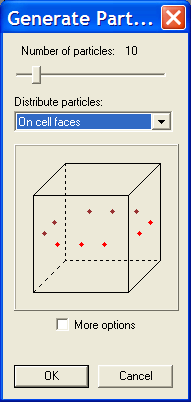 Generate Part...
Number of particles: 10
Distribute particles:
On cell faces
More options
OK
Cancel